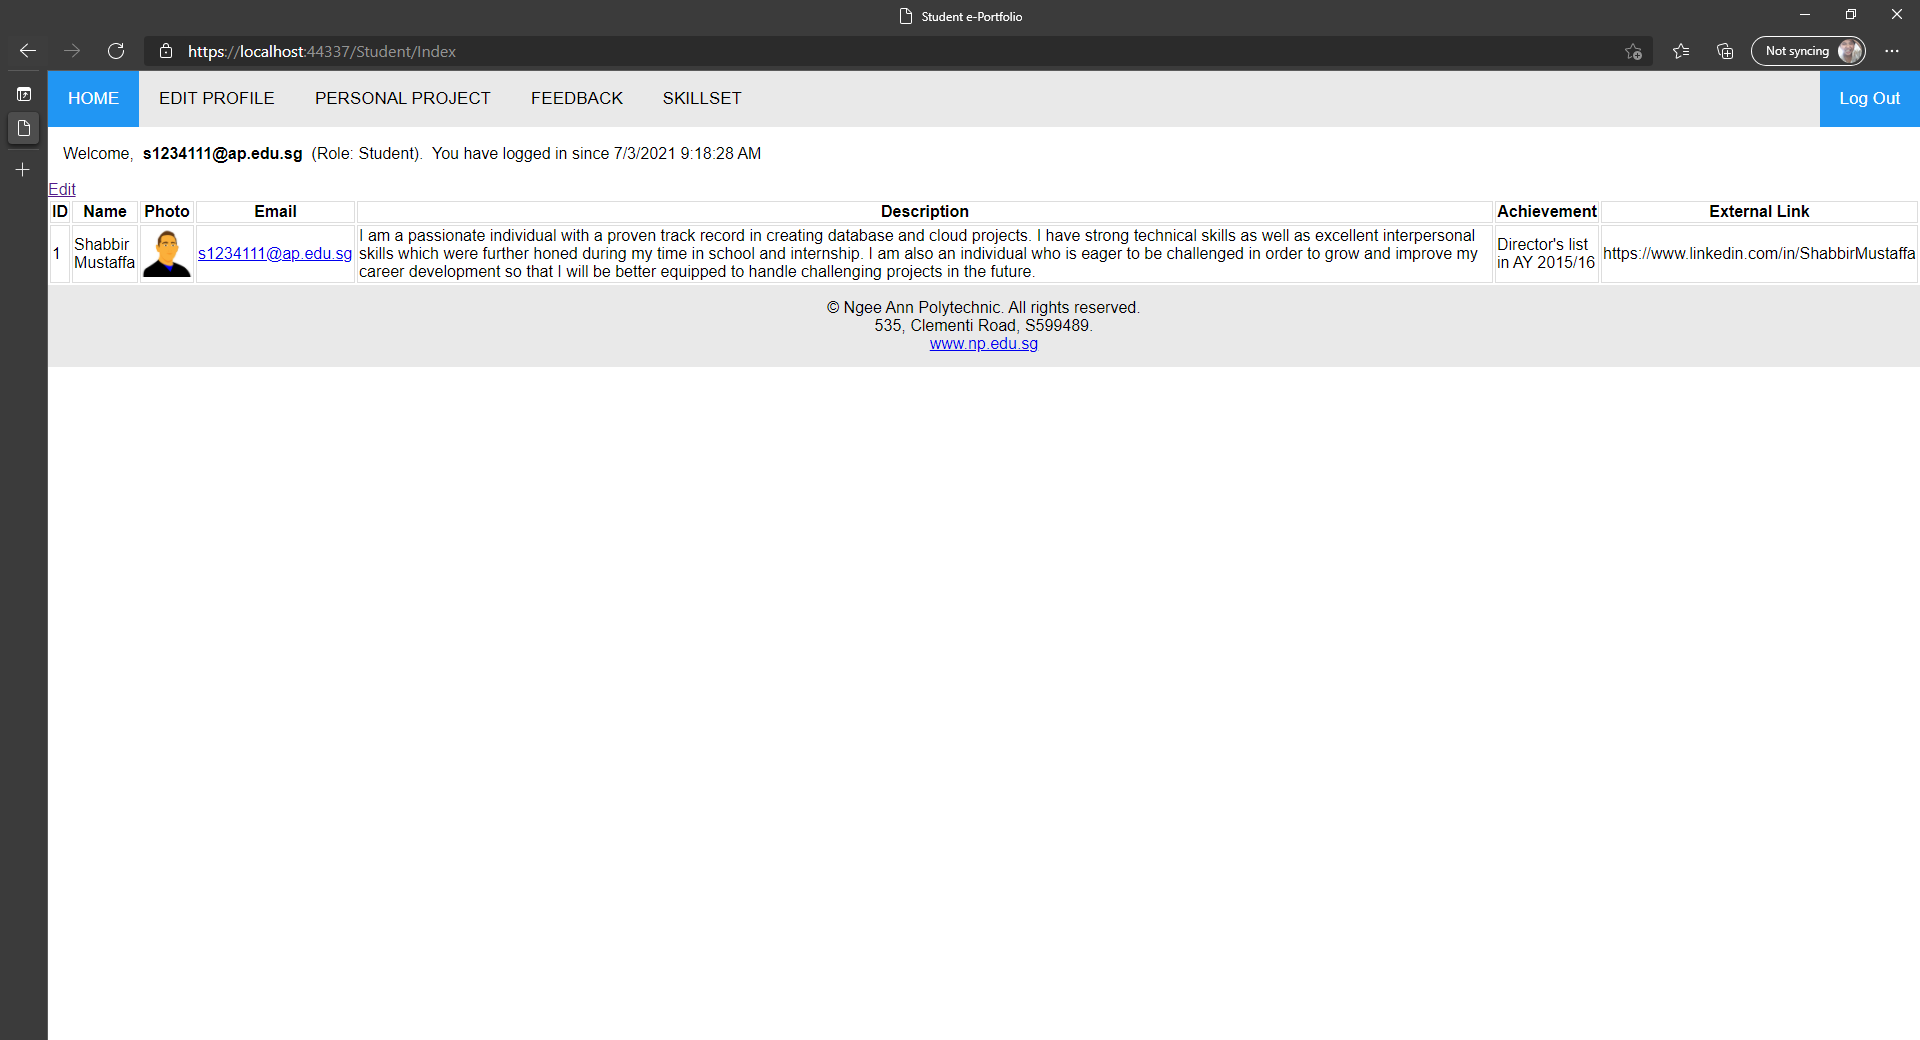 Student e-Portfolio
https://localhost:44337/Student/Index
Not syncing
HOME EDIT PROFILE PERSONAL PROJECT FEEDBACK SKILLSET Log Out
Welcome, s1234111@ap.edu.sg (Role: Student). You have logged in since 7/3/2021 9:18:28 AM
Edit
ID Name Photo Email Description Achievement External Link
1
Shabbir
Mustaffa
s1234111@ap.edu.sg
I am a passionate individual with a proven track record in creating database and cloud projects. I have strong technical skills as well as excellent interpersonal
skills which were further honed during my time in school and internship. I am also an individual who is eager to be challenged in order to grow and improve my
career development so that I will be better equipped to handle challenging projects in the future.
Director's list
in AY 2015/16
https://www.linkedin.com/in/ShabbirMustaffa
© Ngee Ann Polytechnic. All rights reserved.
535, Clementi Road, S599489.
www.np.edu.sg